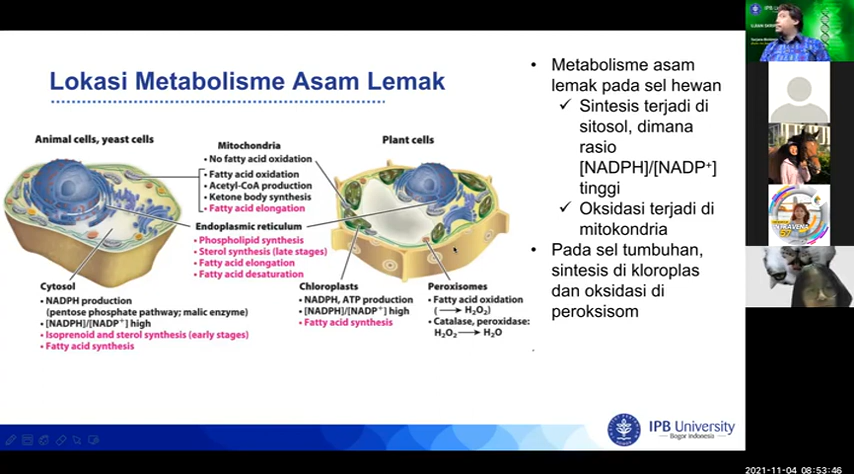 Lokasi Metabolisme Asam Lemak
Animal cells, yeast cells
Mitochondria
• No fatty acid oxidation
• Fatty acid oxidation
• Acetyl-CoA production
• Ketone body synthesis
• Fatty acid elongation
Plant cells
Endoplasmic reticulum
• Phospholipid synthesis
• Sterol synthesis (late stages)
• Fatty acid elongation
• Fatty acid desaturation
Cytosol
• NADPH production
(pentose phosphate pathway; malic enzyme)
• [NADPH]/[NADP+] high
• Isoprenoid and sterol synthesis (early stages)
• Fatty acid synthesis
Chloroplasts
• NADPH, ATP production
• [NADPH]/[NADP+] high
• Fatty acid synthesis
Peroxisomes
• Fatty acid oxidation
(→ H2O2)
• Catalase, peroxidase:
H2O2 → H2O
• Metabolisme asam
lemak pada sel hewan
✓ Sintesis terjadi di
sitosol, dimana
rasio
[NADPH]/[NADP+]
tinggi
✓ Oksidasi terjadi di
mitokondria
• Pada sel tumbuhan,
sintesis di kloroplas
dan oksidasi di
peroksisom
IPB University
Bogor Indonesia
2021-11-04 08:53:46